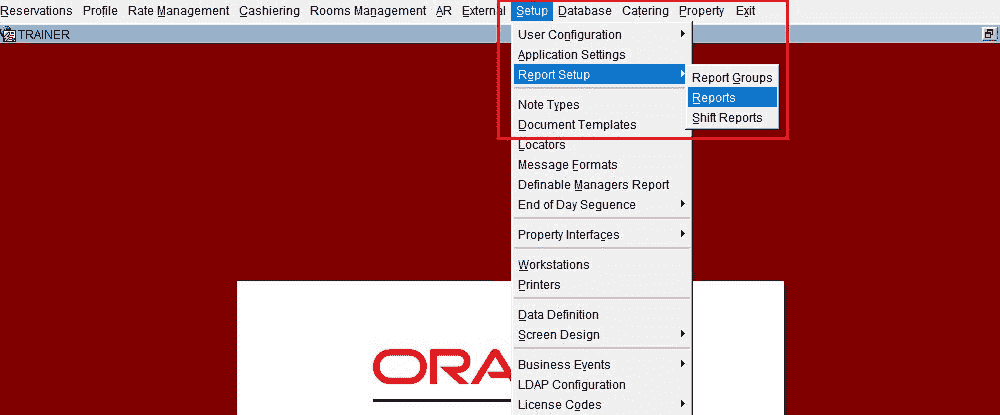 Reservations Profile Rate Management Cashiering Rooms Management AR External Setup Database Catering Property Exit
TRAINER
User Configuration
Application Settings
Report Setup
Report Groups
Reports
Shift Reports
Note Types
Document Templates
Locators
Message Formats
Definable Managers Report
End of Day Sequence
Property Interfaces
Workstations
Printers
Data Definition
Screen Design
ORA
Business Events
LDAP Configuration
License Codes